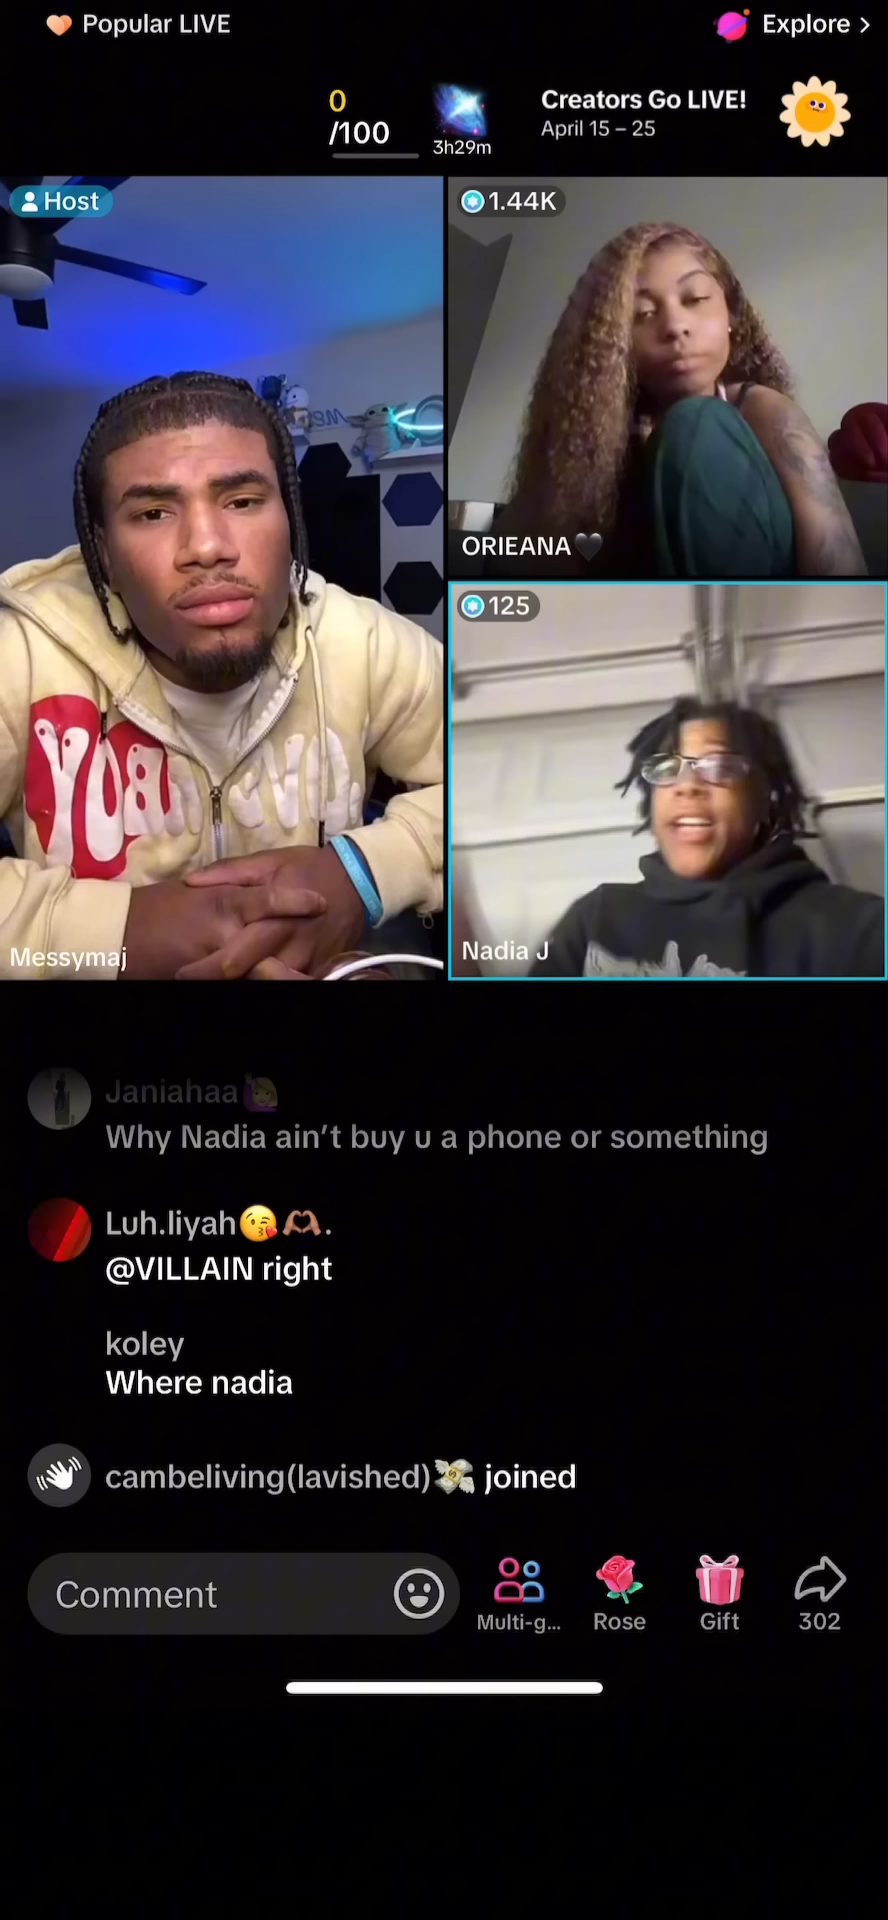 Popular LIVE
Explore >
0
/100
3h29m
Creators Go LIVE!
April 15 – 25
Host
1.44K
ORIEANA🖤
125
Messymaj
Nadia J
Janiahaa🙋🏼‍♀️
Why Nadia ain’t buy u a phone or something
Luh.liyah😘🫶🏽.
@VILLAIN right
koley
Where nadia
cambeliving(lavished)💸 joined
Comment
Multi-g...
Rose
Gift
302